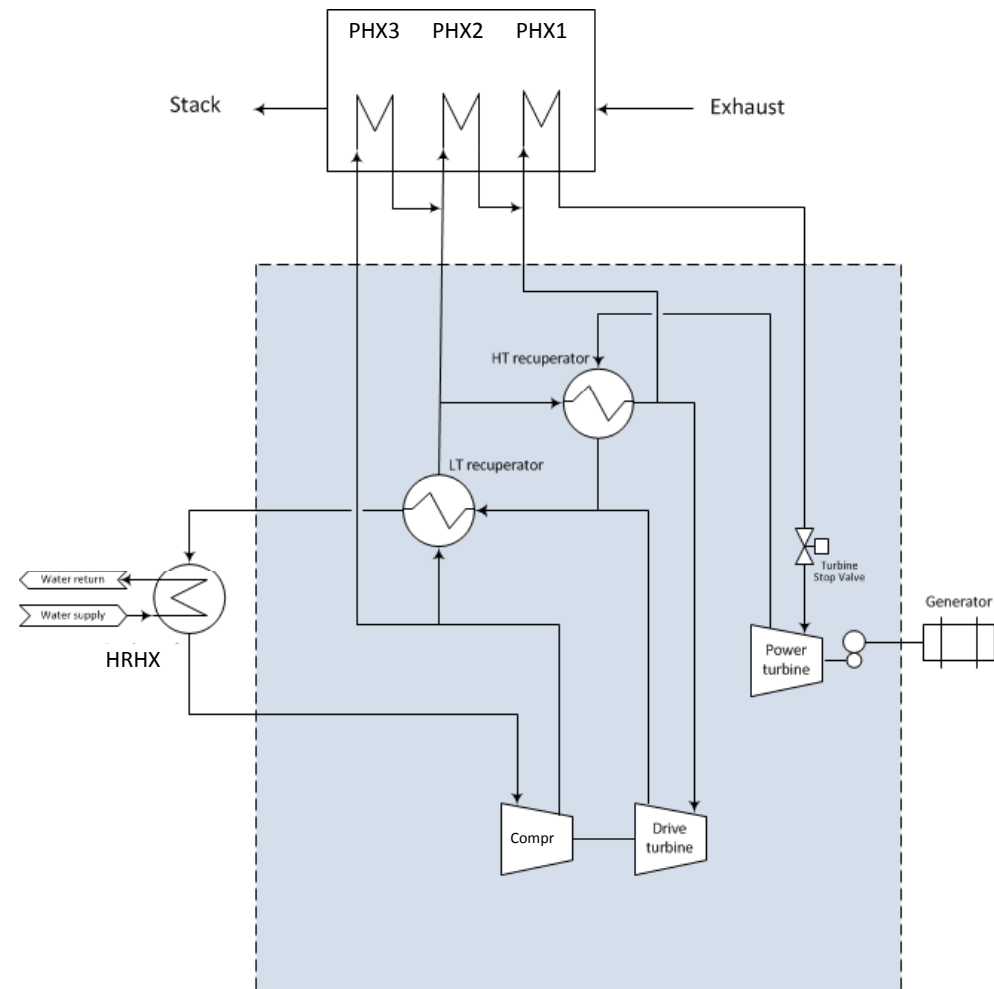 PHX3 PHX2 PHX1
Stack
Exhaust
HT recuperator
LT recuperator
Turbine
Stop Valve
Water return
Water supply
Generator
HRHX
Power
turbine
Compr
Drive
turbine